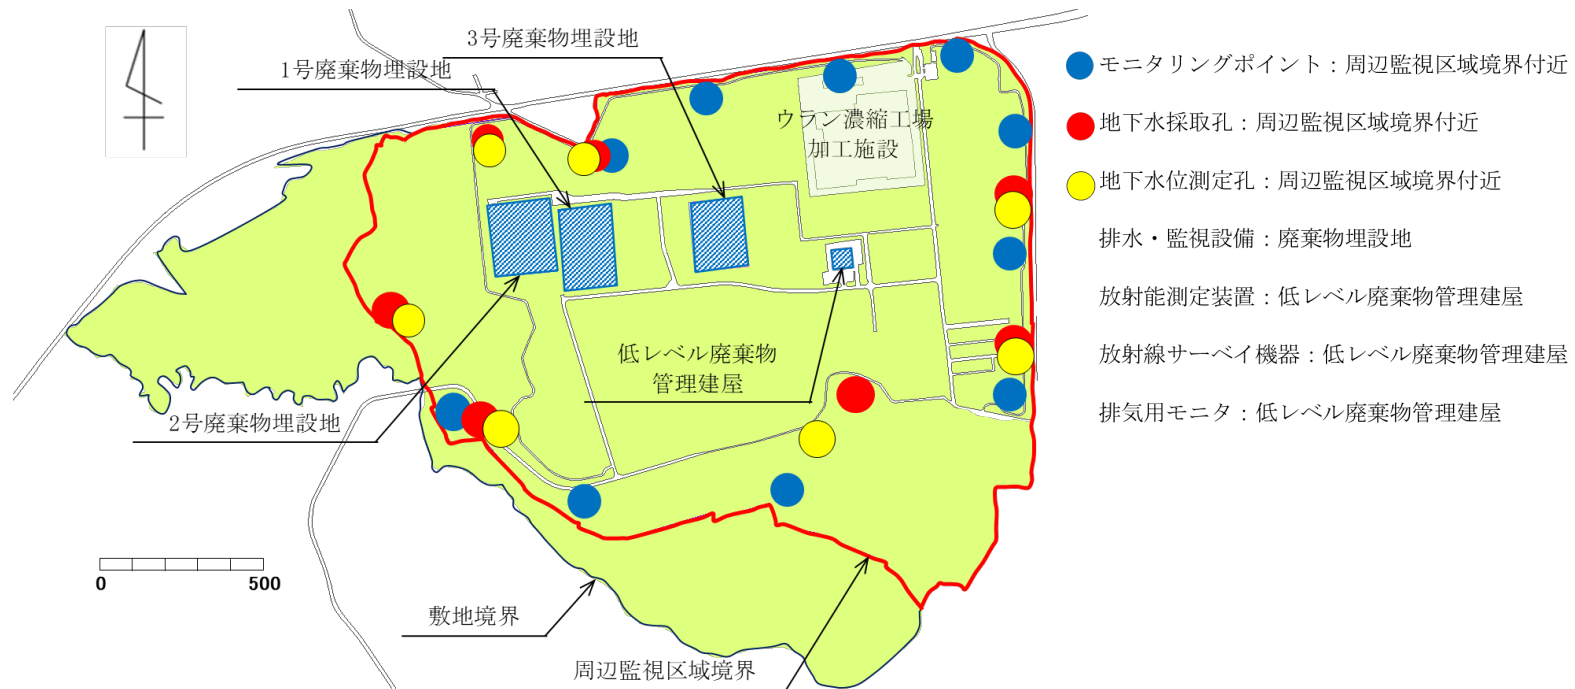 3号廃棄物埋設地
1号廃棄物埋設地
ウラン濃縮工場
加工施設
低レベル廃棄物
管理建屋
2号廃棄物埋設地
0
500
敷地境界
周辺監視区域境界
モニタリングポイント：周辺監視区域境界付近
地下水採取孔：周辺監視区域境界付近
地下水位測定孔：周辺監視区域境界付近
排水・監視設備：廃棄物埋設地
放射能測定装置：低レベル廃棄物管理建屋
放射線サーベイ機器：低レベル廃棄物管理建屋
排気用モニタ：低レベル廃棄物管理建屋